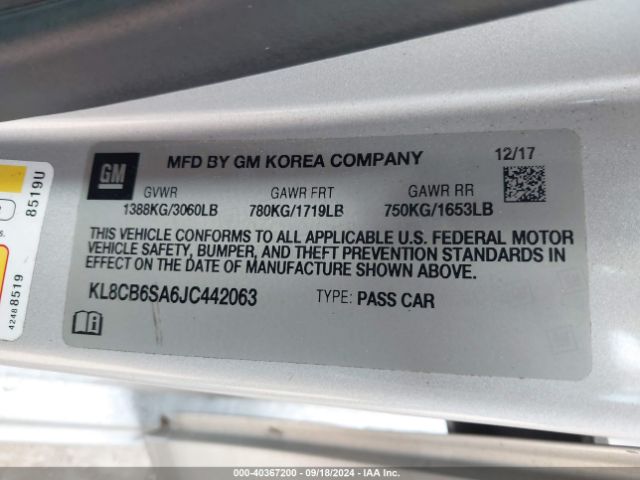 GM
MFD BY GM KOREA COMPANY
12/17
GVWR
GAWR FRT
GAWR RR
1388KG/3060LB
780KG/1719LB
750KG/1653LB
THIS VEHICLE CONFORMS TO ALL APPLICABLE U.S. FEDERAL MOTOR
VEHICLE SAFETY, BUMPER, AND THEFT PREVENTION STANDARDS IN
EFFECT ON THE DATE OF MANUFACTURE SHOWN ABOVE.
KL8CB6SA6JC442063
TYPE: PASS CAR
8519U
42488519
000-40367200 - 09/18/2024 - IAA Inc.